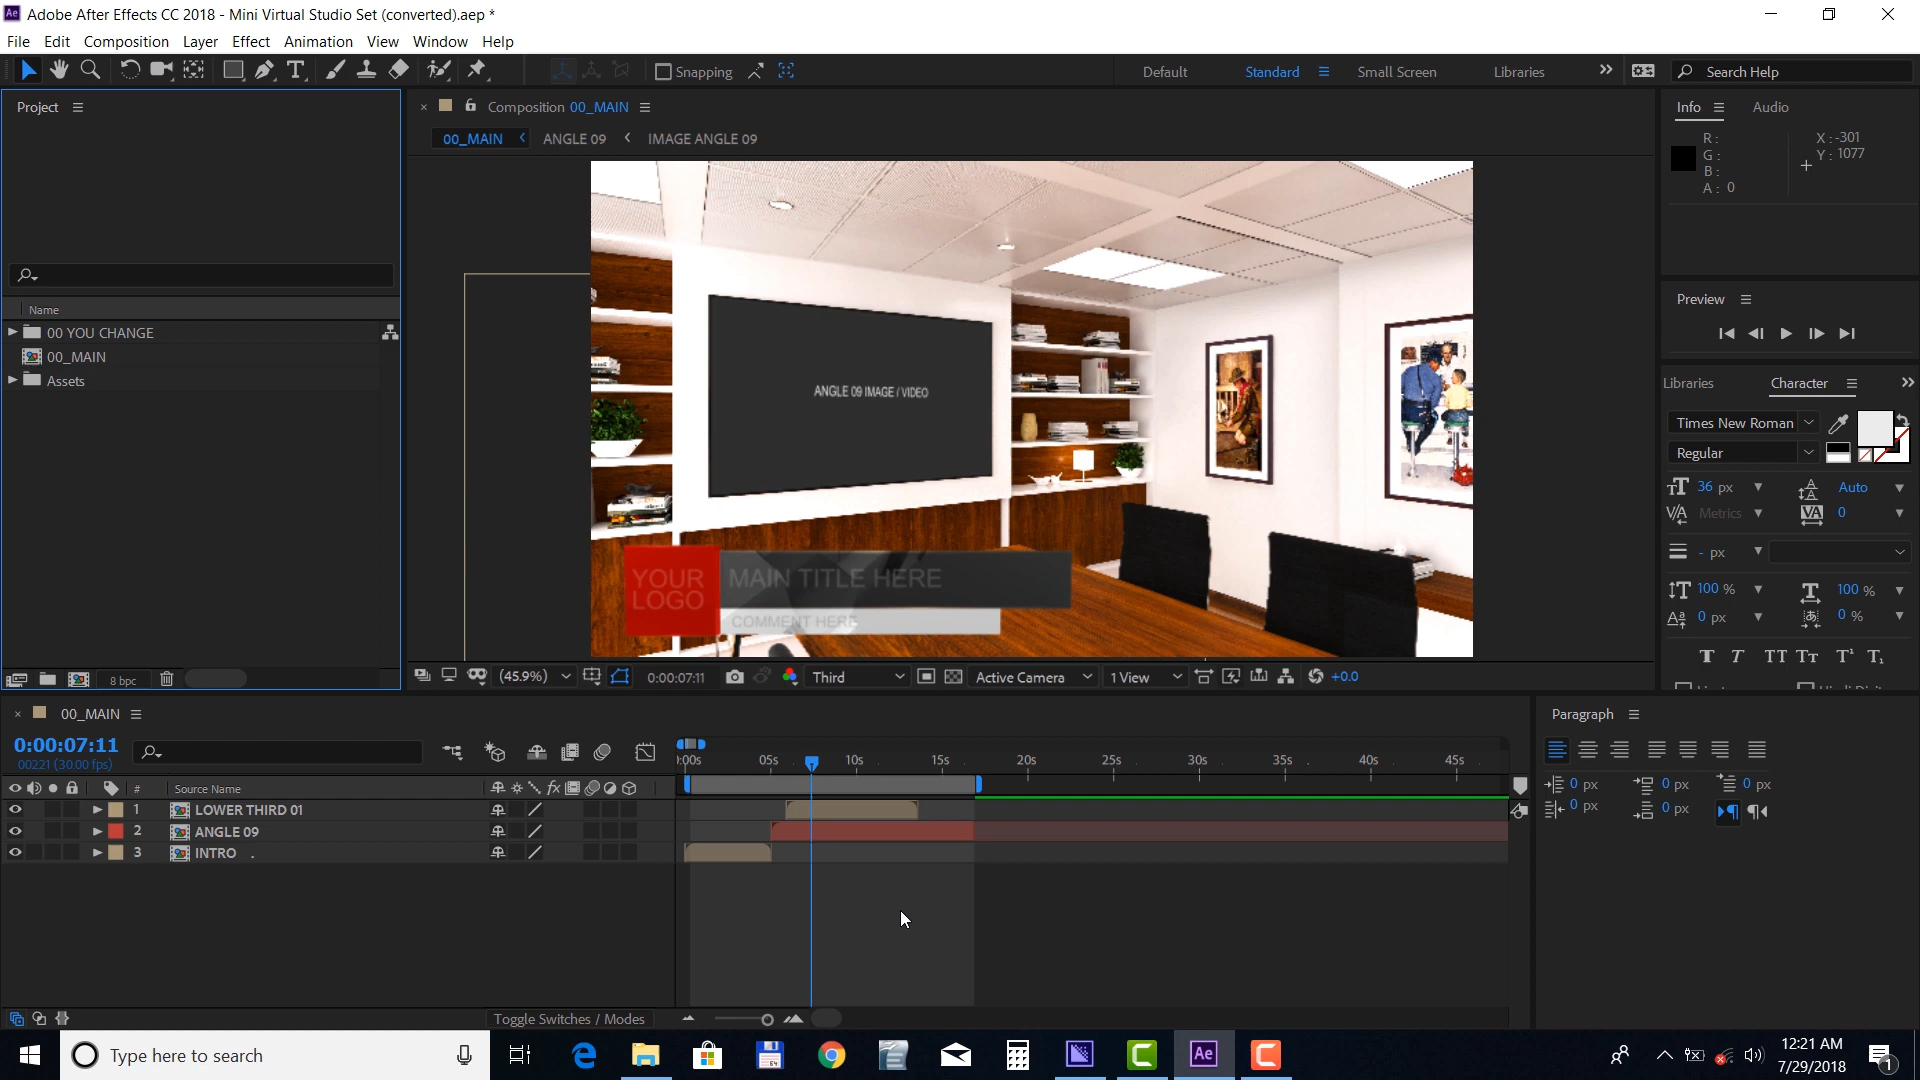 Adobe After Effects CC 2018 - Mini Virtual Studio Set (converted).aep *
File Edit Composition Layer Effect Animation View Window Help
Snapping
Default Standard Small Screen Libraries
Search Help
Project
Composition 00_MAIN
Info Audio
00_MAIN ANGLE 09 IMAGE ANGLE 09
R :
G :
B :
A : 0
X : -301
Y : 1077
Name
00 YOU CHANGE
00_MAIN
Assets
ANGLE 09 IMAGE / VIDEO
YOUR LOGO
MAIN TITLE HERE
COMMENT HERE
Preview
Libraries Character
Times New Roman
Regular
36 px Auto
Metrics 0
- px
100 % 100 %
0 px 0 %
8 bpc
(45.9%) 0:00:07:11 Third Active Camera 1 View +0.0
00_MAIN
0:00:07:11
00221 (30.00 fps)
05s 10s 15s 20s 25s 30s 35s 40s 45s
# Source Name
1 LOWER THIRD 01
2 ANGLE 09
3 INTRO .
Toggle Switches / Modes
Paragraph
0 px 0 px 0 px
0 px 0 px
Type here to search
Ae
12:21 AM
7/29/2018
1